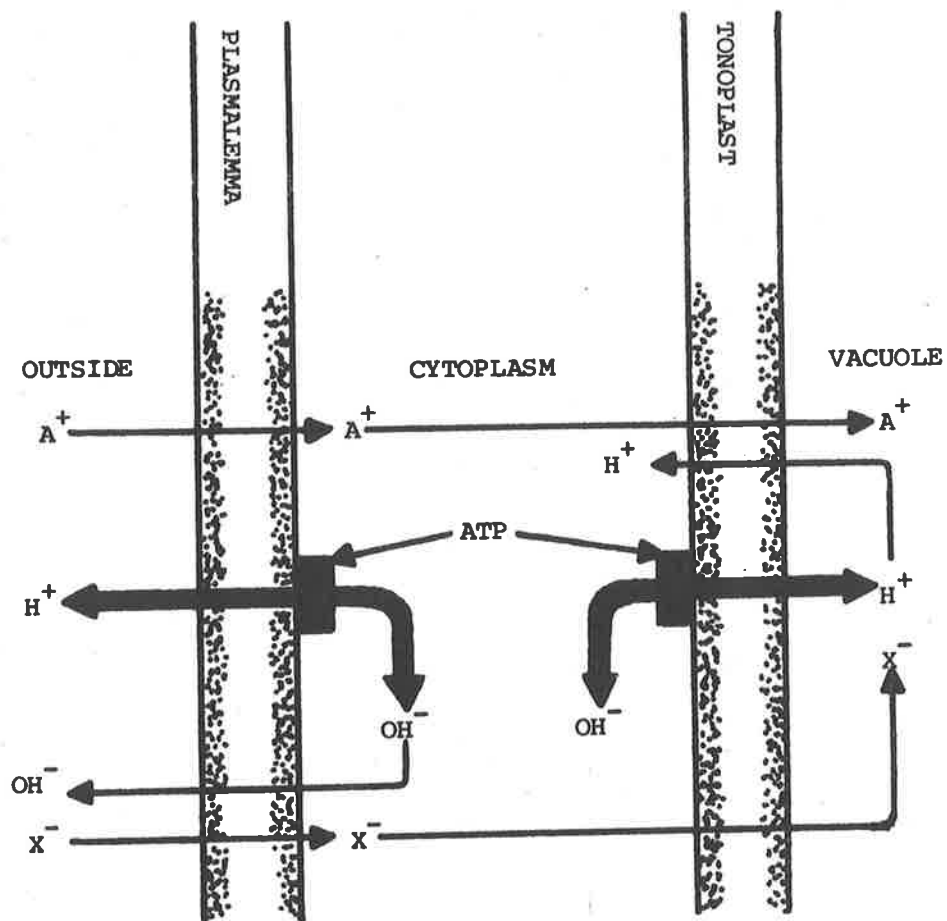 PLASMALEMMA
TONOPLAST
OUTSIDE
CYTOPLASM
VACUOLE
A⁺
A⁺
A⁺
H⁺
ATP
H⁺
H⁺
X⁻
OH⁻
OH⁻
OH⁻
X⁻
X⁻